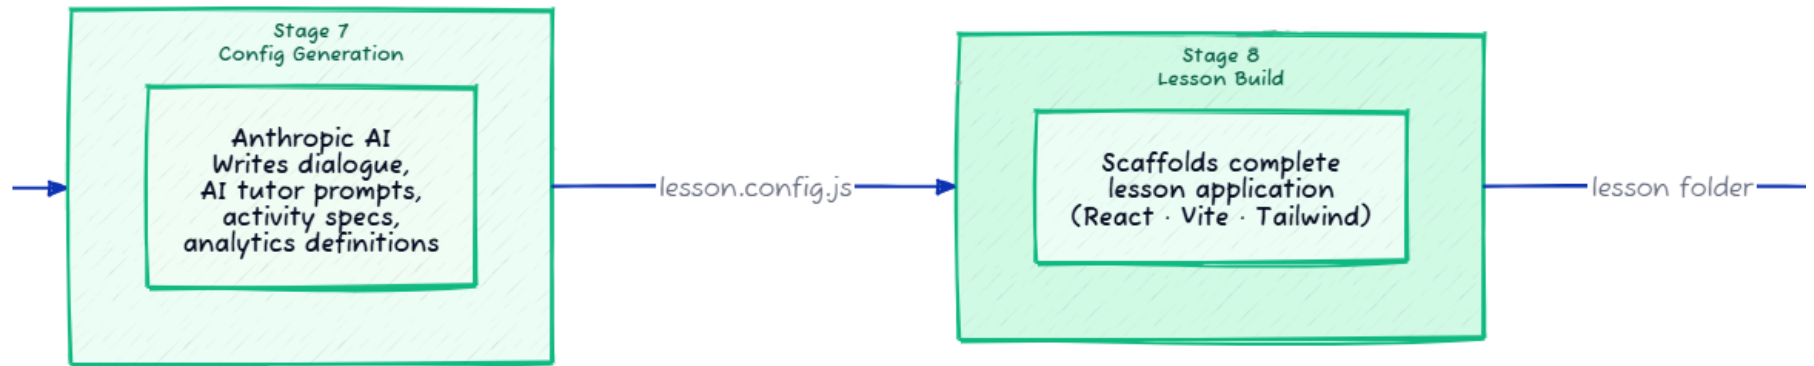 Stage 7
Config Generation
Anthropic AI
Writes dialogue,
AI tutor prompts,
activity specs,
analytics definitions
lesson.config.js
Stage 8
Lesson Build
Scaffolds complete
lesson application
(React · Vite · Tailwind)
lesson folder